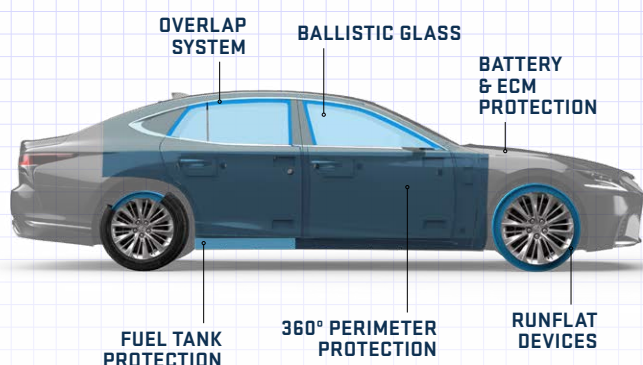 OVERLAP
SYSTEM
BALLISTIC GLASS
BATTERY
& ECM
PROTECTION
FUEL TANK
PROTECTION
360° PERIMETER
PROTECTION
RUNFLAT
DEVICES